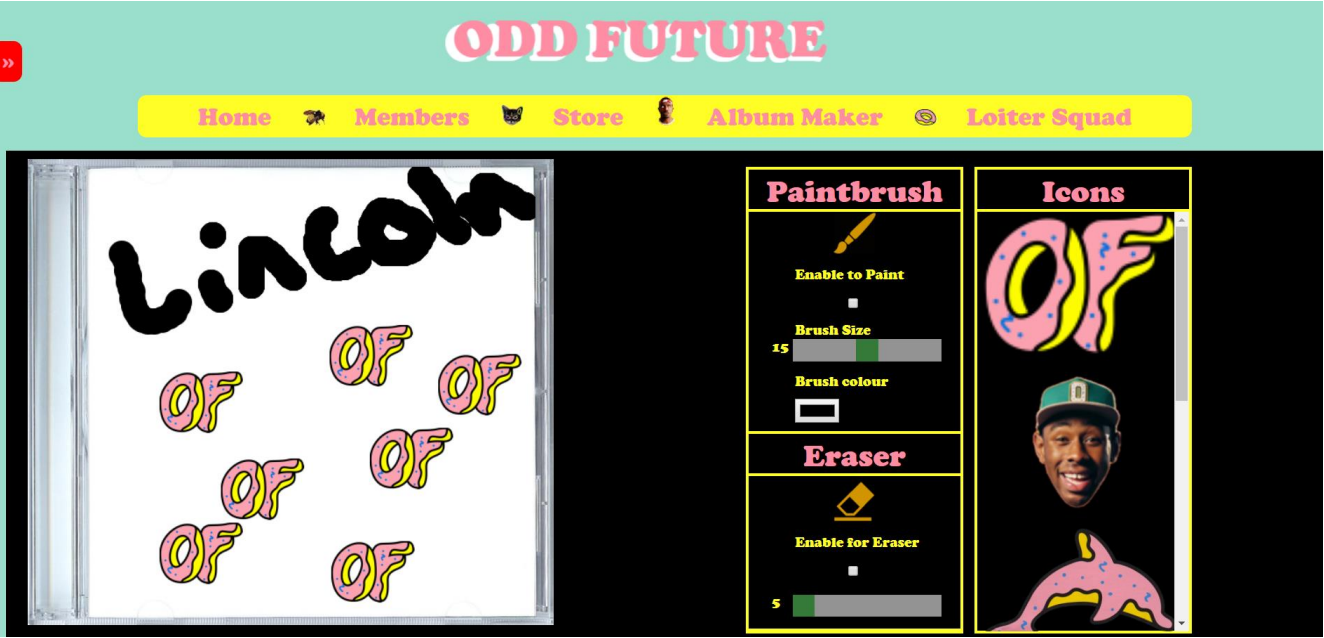 ODD FUTURE
»
Home Members Store Album Maker Loiter Squad
Lincoln
OF
OF
OF
OF
OF
OF
OF
Paintbrush
Enable to Paint
Brush Size
15
Brush colour
Eraser
Enable for Eraser
5
Icons
OF